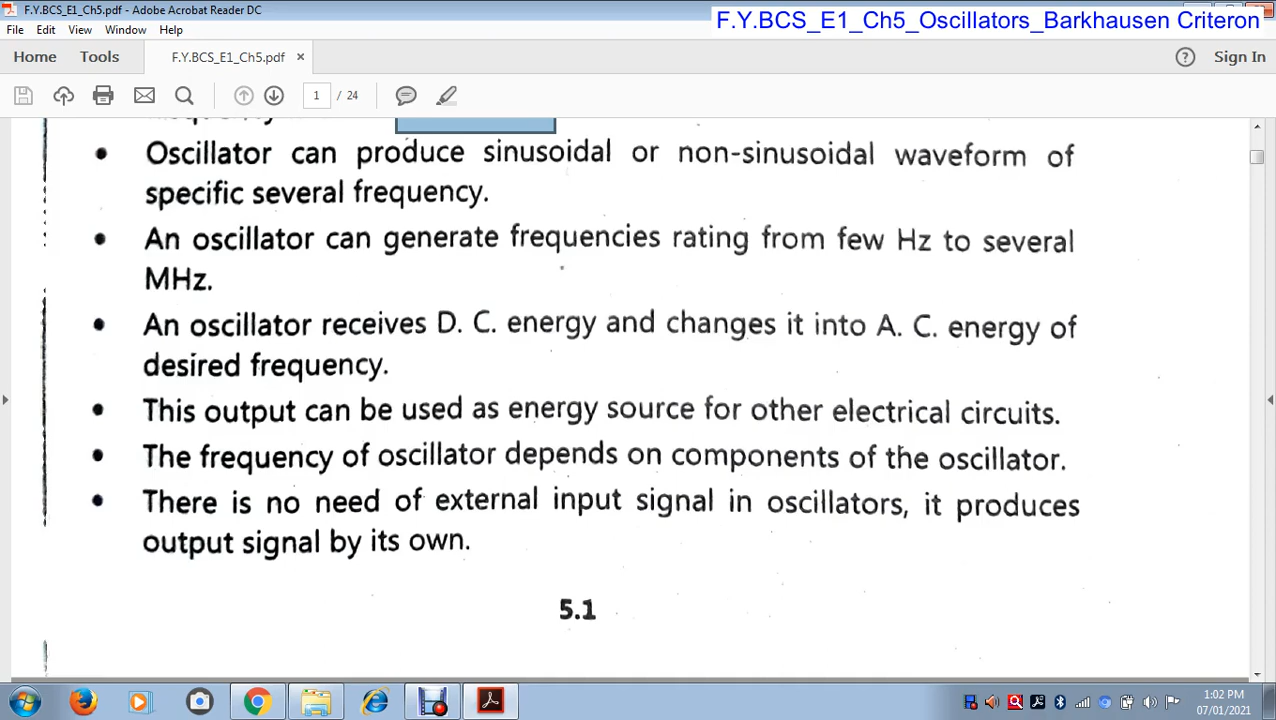 F.Y.BCS_E1_Ch5.pdf - Adobe Acrobat Reader DC
F.Y.BCS_E1_Ch5_Oscillators_Barkhausen Criteron
File Edit View Window Help
Home Tools F.Y.BCS_E1_Ch5.pdf × Sign In
1 / 24
• Oscillator can produce sinusoidal or non-sinusoidal waveform of
specific several frequency.
• An oscillator can generate frequencies rating from few Hz to several
MHz.
• An oscillator receives D. C. energy and changes it into A. C. energy of
desired frequency.
• This output can be used as energy source for other electrical circuits.
• The frequency of oscillator depends on components of the oscillator.
• There is no need of external input signal in oscillators, it produces
output signal by its own.
5.1
1:02 PM
07/01/2021